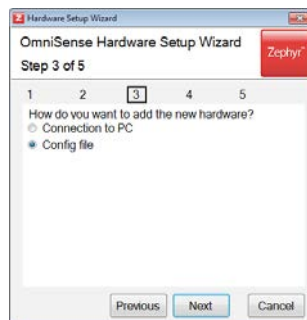 Hardware Setup Wizard
OmniSense Hardware Setup Wizard
Zephyr™
Step 3 of 5
1 2 3 4 5
How do you want to add the new hardware?
Connection to PC
Config file
Previous Next Cancel